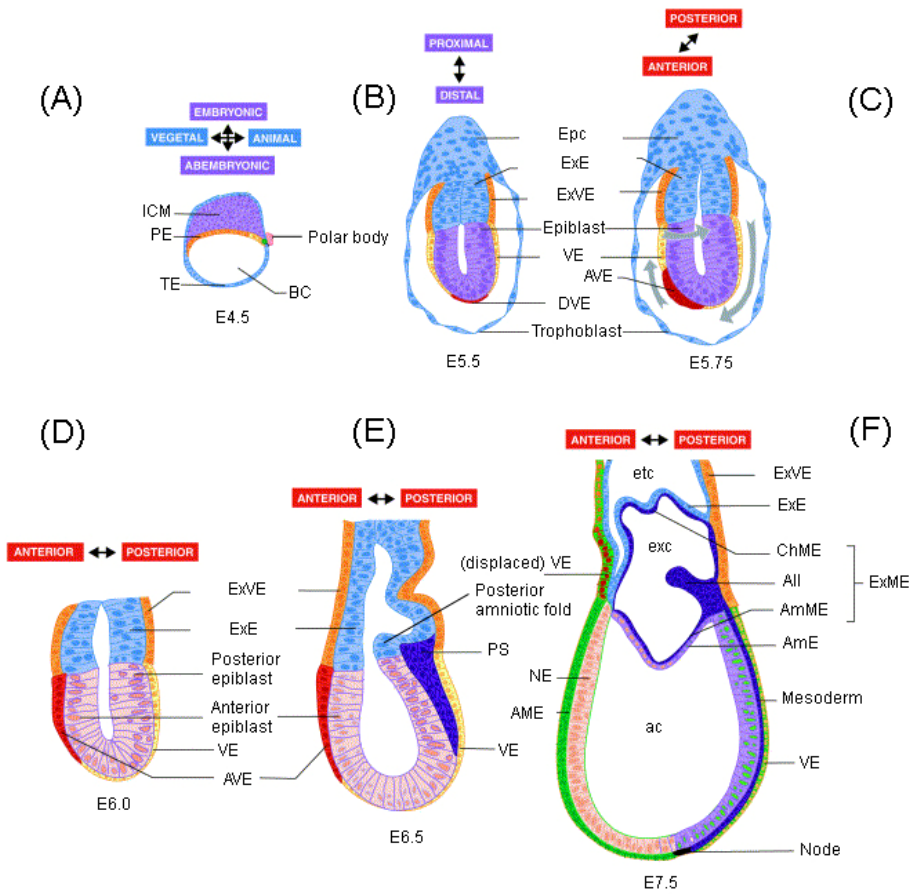 (A)
EMBRYONIC
VEGETAL
ANIMAL
ABEMBRYONIC
ICM
PE
Polar body
TE
BC
E4.5
(B)
PROXIMAL
DISTAL
POSTERIOR
ANTERIOR
(C)
Epc
ExE
ExVE
Epiblast
VE
AVE
DVE
Trophoblast
E5.5
E5.75
(D)
ANTERIOR
POSTERIOR
ExVE
ExE
Posterior
epiblast
Anterior
epiblast
VE
AVE
E6.0
(E)
ANTERIOR
POSTERIOR
(displaced) VE
Posterior
amniotic fold
PS
VE
E6.5
(F)
ANTERIOR
POSTERIOR
etc
ExVE
ExE
exc
ChME
All
ExME
AmME
AmE
NE
Mesoderm
AME
ac
VE
Node
E7.5